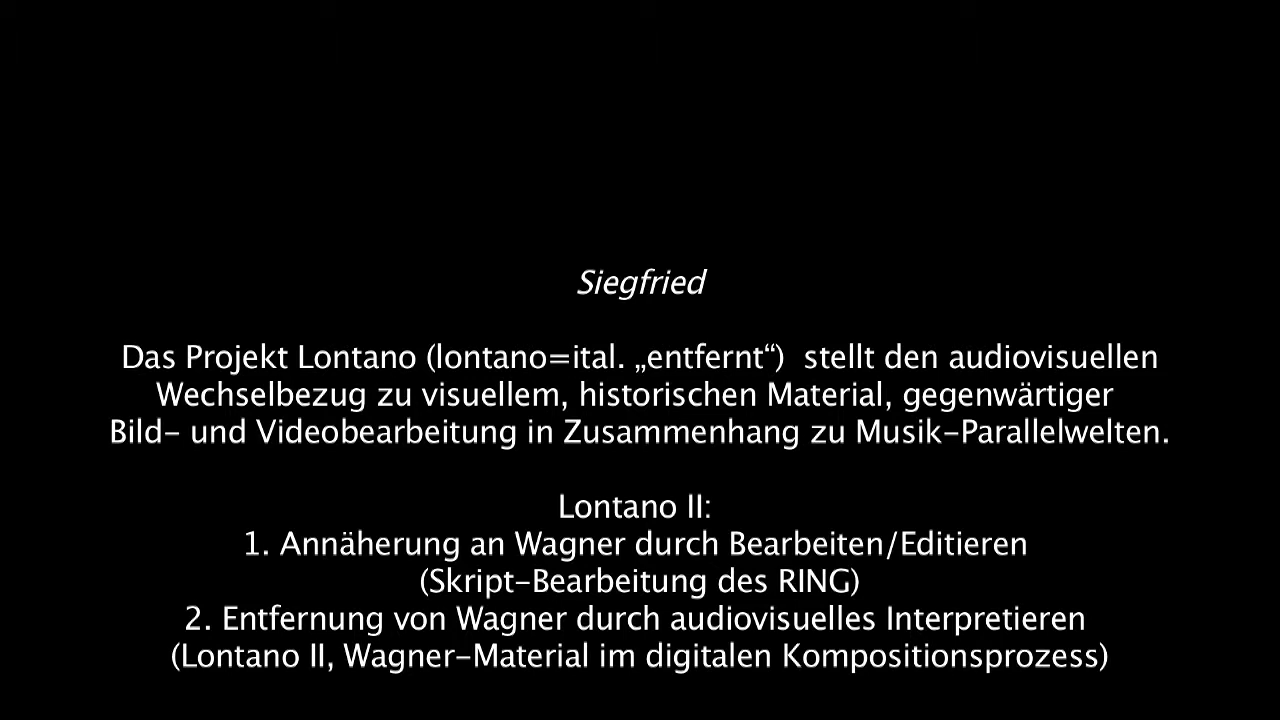 Siegfried
Das Projekt Lontano (lontano=ital. „entfernt“)  stellt den audiovisuellen
Wechselbezug zu visuellem, historischen Material, gegenwärtiger
Bild- und Videobearbeitung in Zusammenhang zu Musik-Parallelwelten.
Lontano II:
1. Annäherung an Wagner durch Bearbeiten/Editieren
(Skript-Bearbeitung des RING)
2. Entfernung von Wagner durch audiovisuelles Interpretieren
(Lontano II, Wagner-Material im digitalen Kompositionsprozess)